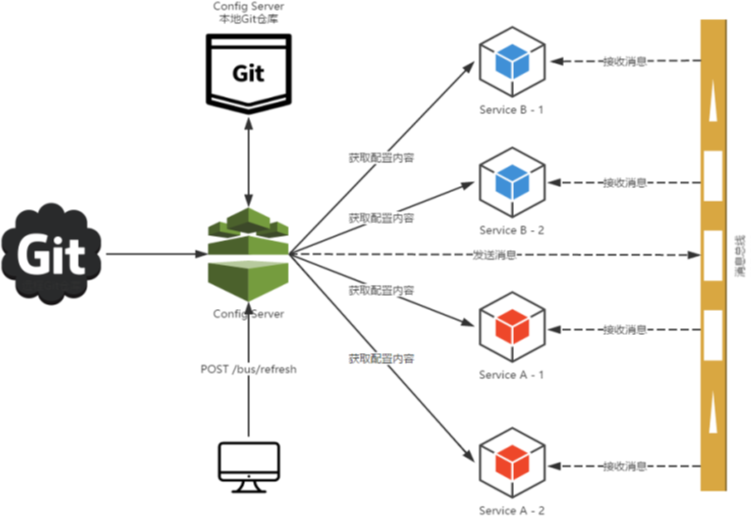 Config Server
本地Git仓库
Git
Service B - 1
接收消息
获取配置内容
Service B - 2
接收消息
获取配置内容
Git
发送消息
消息总线
获取配置内容
Config Server
Service A - 1
接收消息
获取配置内容
POST /bus/refresh
Service A - 2
接收消息